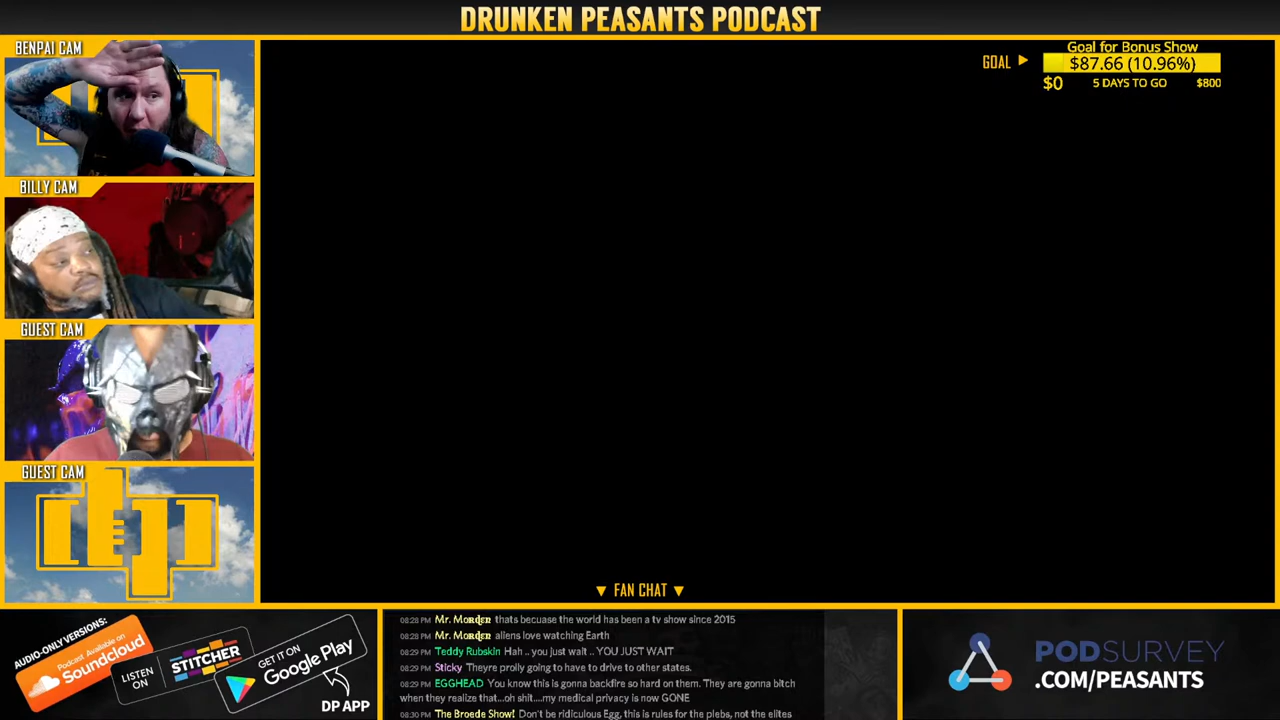 DRUNKEN PEASANTS PODCAST
BENPAI CAM
BILLY CAM
GUEST CAM
GUEST CAM
GOAL ►
Goal for Bonus Show
$87.66 (10.96%)
$0 5 DAYS TO GO $800
▼ FAN CHAT ▼
AUDIO-ONLY VERSIONS:
Podcast Available on
Soundcloud
LISTEN ON STITCHER
GET IT ON
Google Play
DP APP
08:28 PM Mr. thats becuase the world has been a tv show since 2015
08:28 PM Mr. aliens love watching Earth
08:29 PM Teddy Rubskin Hah .. you just wait .. YOU JUST WAIT
08:29 PM Sticky Theyre prolly going to have to drive to other states.
08:29 PM EGGHEAD You know this is gonna backfire so hard on them. They are gonna bitch
when they realize that...oh shit....my medical privacy is now GONE
08:30 PM The Broede Show! Don't be ridiculous Egg, this is rules for the plebs, not the elites
PODSURVEY
.COM/PEASANTS